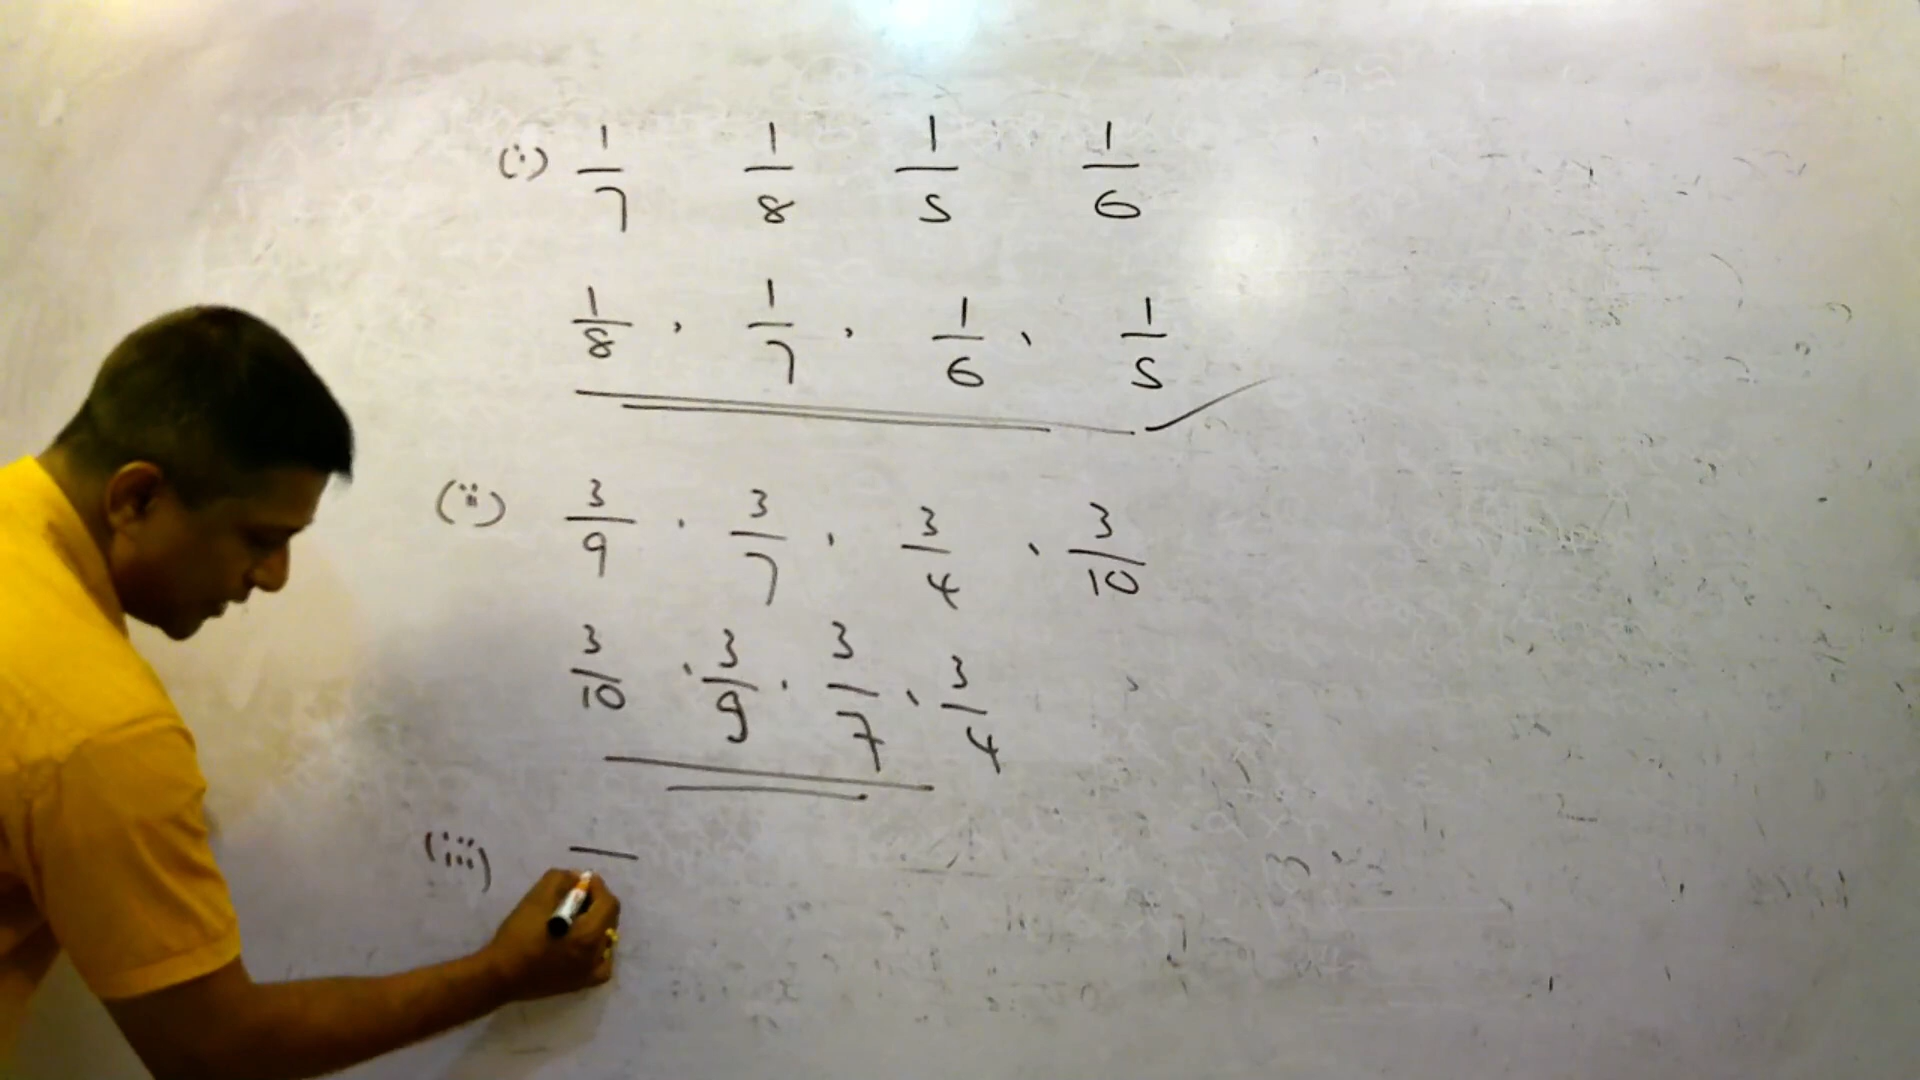 (i) 1/7 1/8 1/5 1/6
1/8 , 1/7 , 1/6 , 1/5
(ii) 3/9 , 3/7 , 3/4 , 3/10
3/10 , 3/9 , 3/7 , 3/4
(iii)